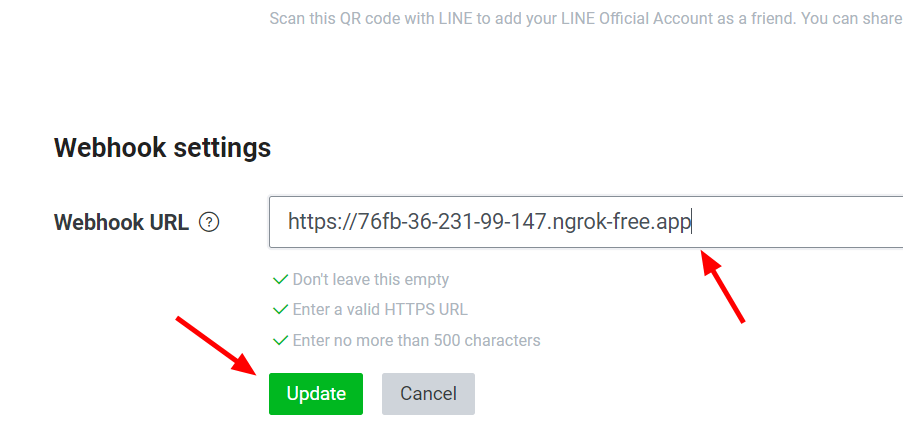 Scan this QR code with LINE to add your LINE Official Account as a friend. You can share
Webhook settings
Webhook URL ?
https://76fb-36-231-99-147.ngrok-free.app
Don't leave this empty
Enter a valid HTTPS URL
Enter no more than 500 characters
Update Cancel